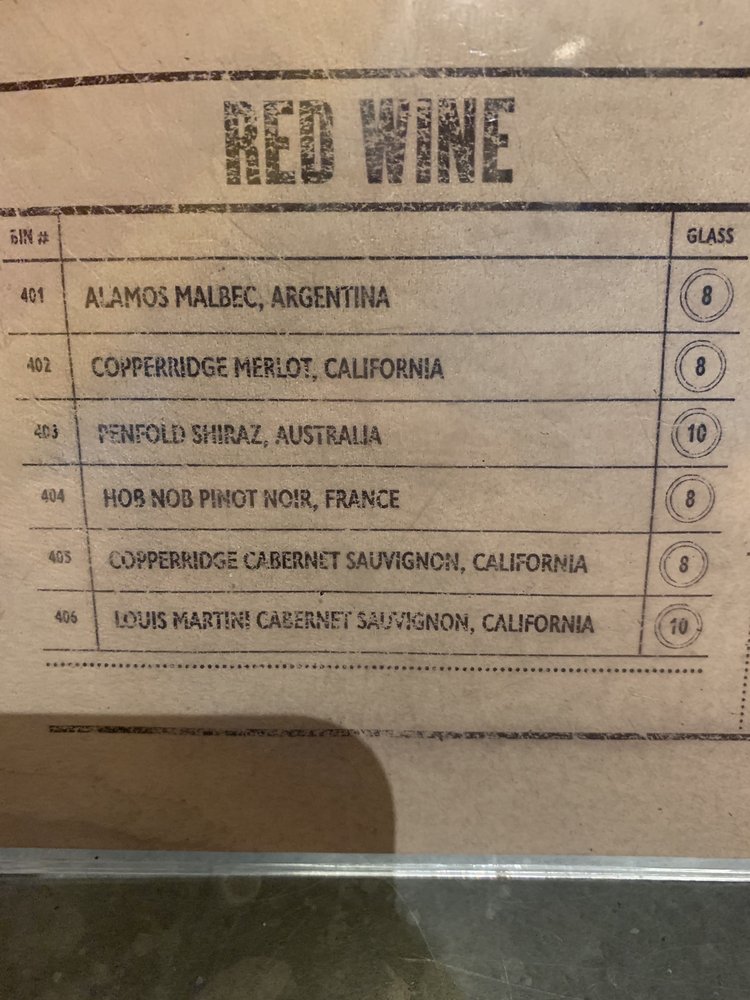 RED WINE
BIN # GLASS
401 ALAMOS MALBEC, ARGENTINA 8
402 COPPERRIDGE MERLOT, CALIFORNIA 8
403 PENFOLD SHIRAZ, AUSTRALIA 10
404 HOB NOB PINOT NOIR, FRANCE 8
405 COPPERRIDGE CABERNET SAUVIGNON, CALIFORNIA 8
406 LOUIS MARTINI CABERNET SAUVIGNON, CALIFORNIA 10